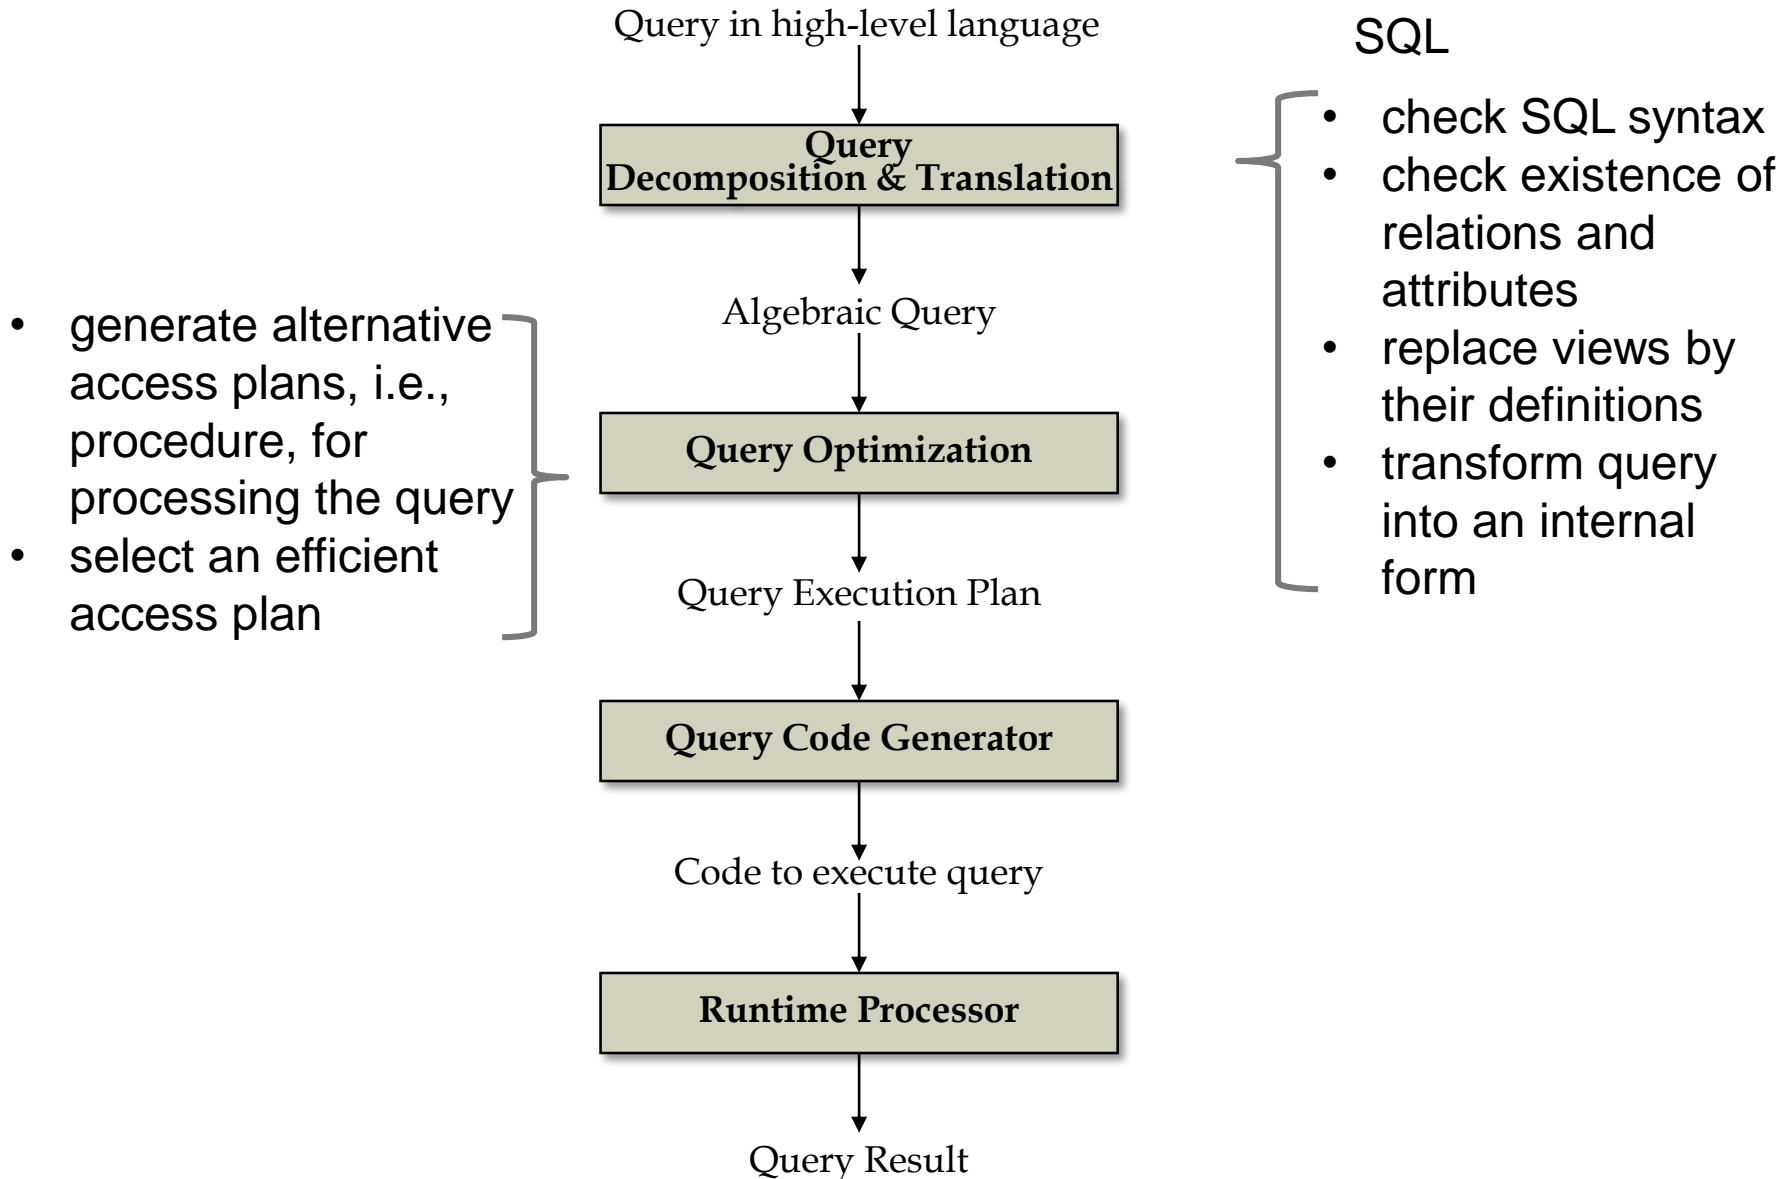 Query in high-level language
SQL
Query
Decomposition & Translation
• check SQL syntax
• check existence of
relations and
attributes
• replace views by
their definitions
• transform query
into an internal
form
Algebraic Query
• generate alternative
access plans, i.e.,
procedure, for
processing the query
• select an efficient
access plan
Query Optimization
Query Execution Plan
Query Code Generator
Code to execute query
Runtime Processor
Query Result